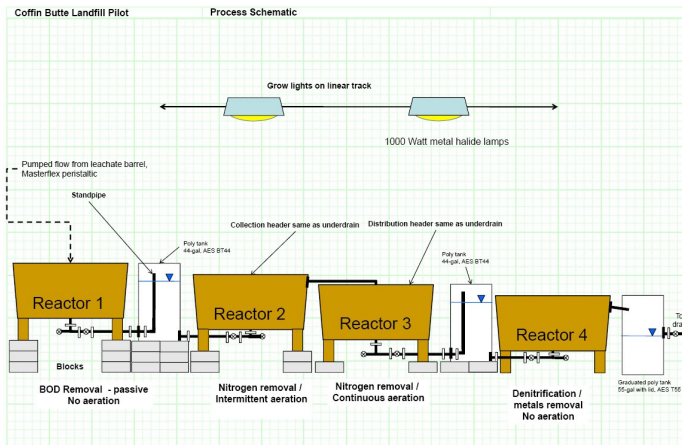 Coffin Butte Landfill Pilot
Process Schematic
Grow lights on linear track
1000 Watt metal halide lamps
Pumped flow from leachate barrel,
Masterflex peristaltic
Standpipe
Collection header same as underdrain
Distribution header same as underdrain
Poly tank
44-gal, AES BT44
Poly tank
44-gal, AES BT44
Reactor 1
Reactor 2
Reactor 3
Reactor 4
To
dra
Blocks
Graduated poly tank
55-gal with lid, AES T55
BOD Removal - passive
No aeration
Nitrogen removal /
Intermittent aeration
Nitrogen removal /
Continuous aeration
Denitrification /
metals removal
No aeration